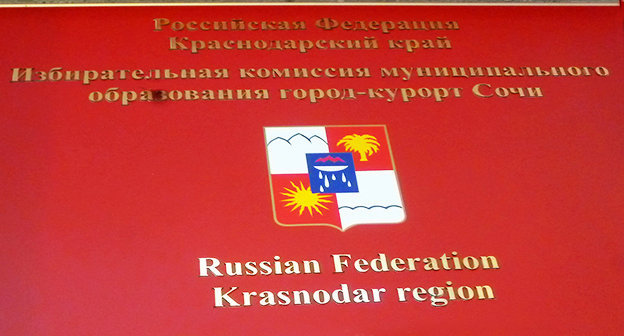 Российская Федерация
Краснодарский край
Избирательная комиссия муниципального
образования город-курорт Сочи
Russian Federation
Krasnodar region